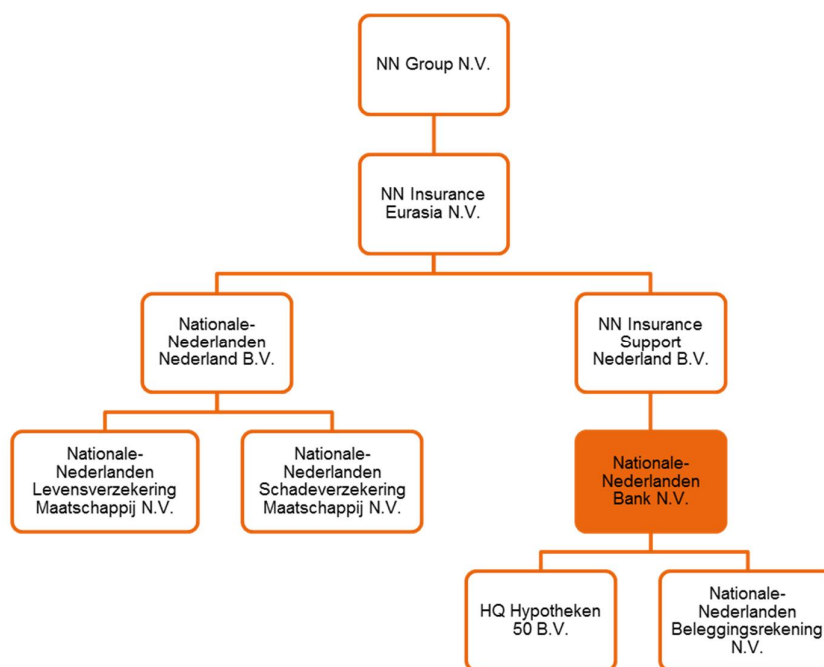 NN Group N.V.
NN Insurance
Eurasia N.V.
Nationale-
Nederlanden
Nederland B.V.
NN Insurance
Support
Nederland B.V.
Nationale-
Nederlanden
Levensverzekering
Maatschappij N.V.
Nationale-
Nederlanden
Schadeverzekering
Maatschappij N.V.
Nationale-
Nederlanden
Bank N.V.
HQ Hypotheken
50 B.V.
Nationale-
Nederlanden
Beleggingsrekening
N.V.